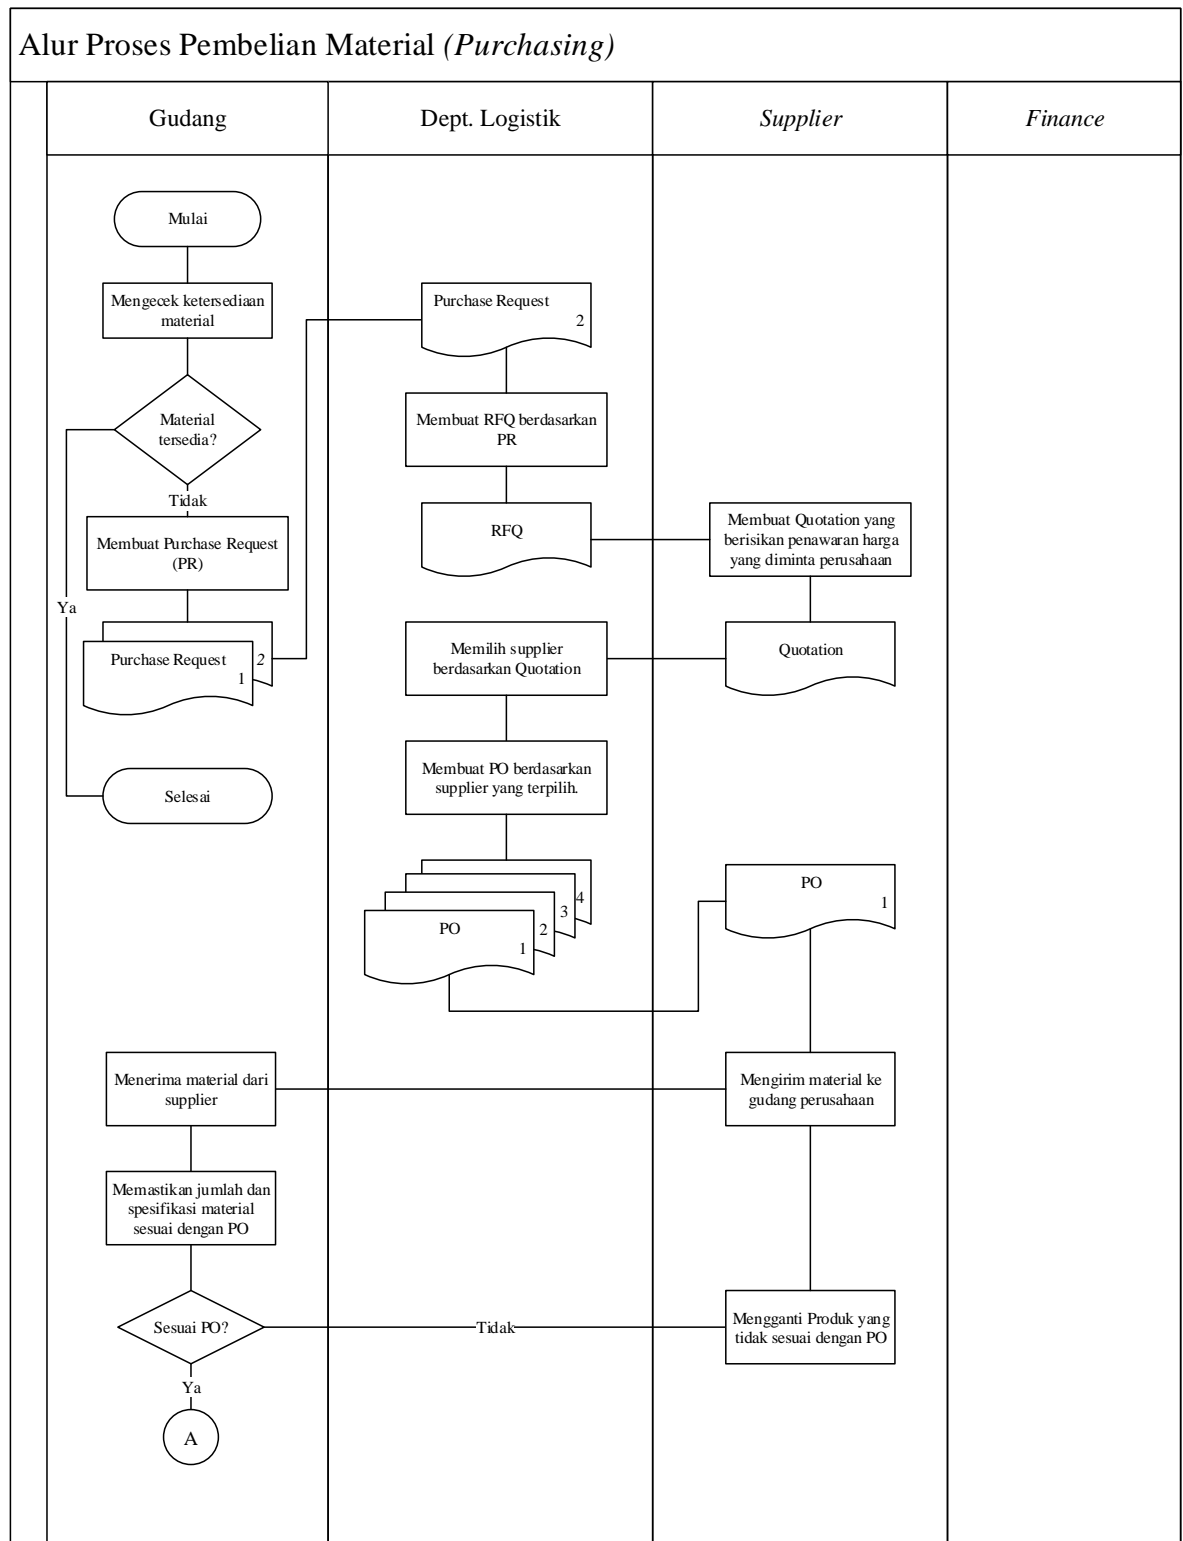 Alur Proses Pembelian Material (Purchasing)
Gudang
Dept. Logistik
Supplier
Finance
Mulai
Mengecek ketersediaan
material
Material
tersedia?
Ya
Tidak
Membuat Purchase Request
(PR)
Purchase Request
1
2
Selesai
Purchase Request
2
Membuat RFQ berdasarkan
PR
RFQ
Membuat Quotation yang
berisikan penawaran harga
yang diminta perusahaan
Quotation
Memilih supplier
berdasarkan Quotation
Membuat PO berdasarkan
supplier yang terpilih.
PO
1
2
3
4
PO
1
Mengirim material ke
gudang perusahaan
Menerima material dari
supplier
Memastikan jumlah dan
spesifikasi material
sesuai dengan PO
Sesuai PO?
Tidak
Mengganti Produk yang
tidak sesuai dengan PO
Ya
A